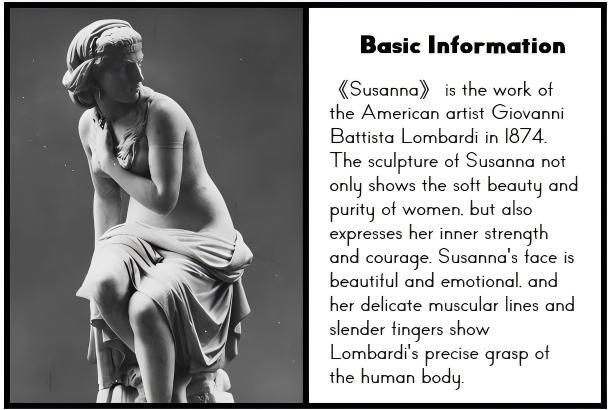 Basic Information
《Susanna》 is the work of
the American artist Giovanni
Battista Lombardi in 1874.
The sculpture of Susanna not
only shows the soft beauty and
purity of women, but also
expresses her inner strength
and courage. Susanna's face is
beautiful and emotional, and
her delicate muscular lines and
slender fingers show
Lombardi's precise grasp of
the human body.